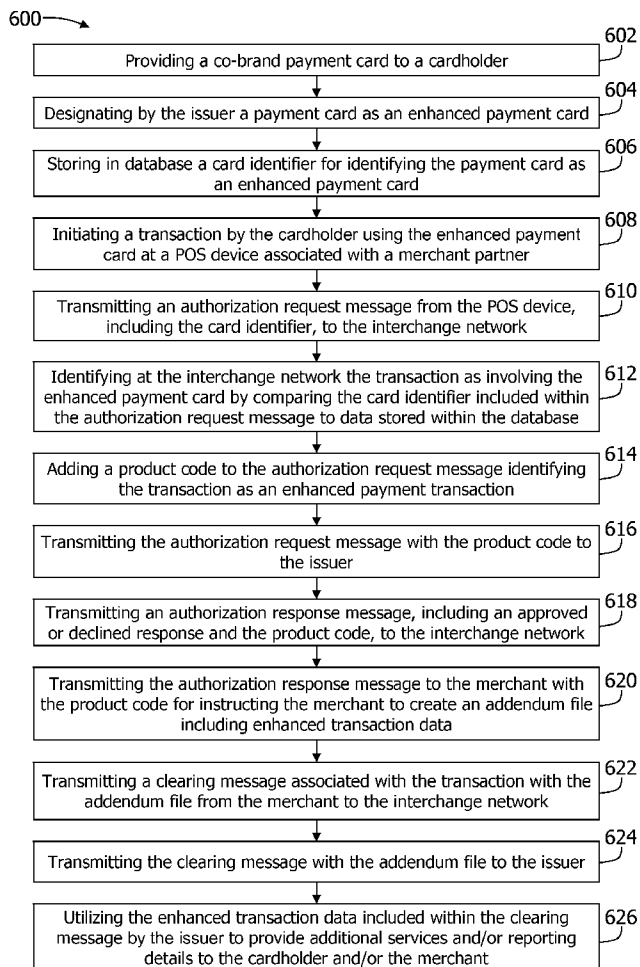 600
602
Providing a co-brand payment card to a cardholder
604
Designating by the issuer a payment card as an enhanced payment card
606
Storing in database a card identifier for identifying the payment card as
an enhanced payment card
608
Initiating a transaction by the cardholder using the enhanced payment
card at a POS device associated with a merchant partner
610
Transmitting an authorization request message from the POS device,
including the card identifier, to the interchange network
612
Identifying at the interchange network the transaction as involving the
enhanced payment card by comparing the card identifier included within
the authorization request message to data stored within the database
614
Adding a product code to the authorization request message identifying
the transaction as an enhanced payment transaction
616
Transmitting the authorization request message with the product code to
the issuer
618
Transmitting an authorization response message, including an approved
or declined response and the product code, to the interchange network
620
Transmitting the authorization response message to the merchant with
the product code for instructing the merchant to create an addendum file
including enhanced transaction data
622
Transmitting a clearing message associated with the transaction with the
addendum file from the merchant to the interchange network
624
Transmitting the clearing message with the addendum file to the issuer
626
Utilizing the enhanced transaction data included within the clearing
message by the issuer to provide additional services and/or reporting
details to the cardholder and/or the merchant